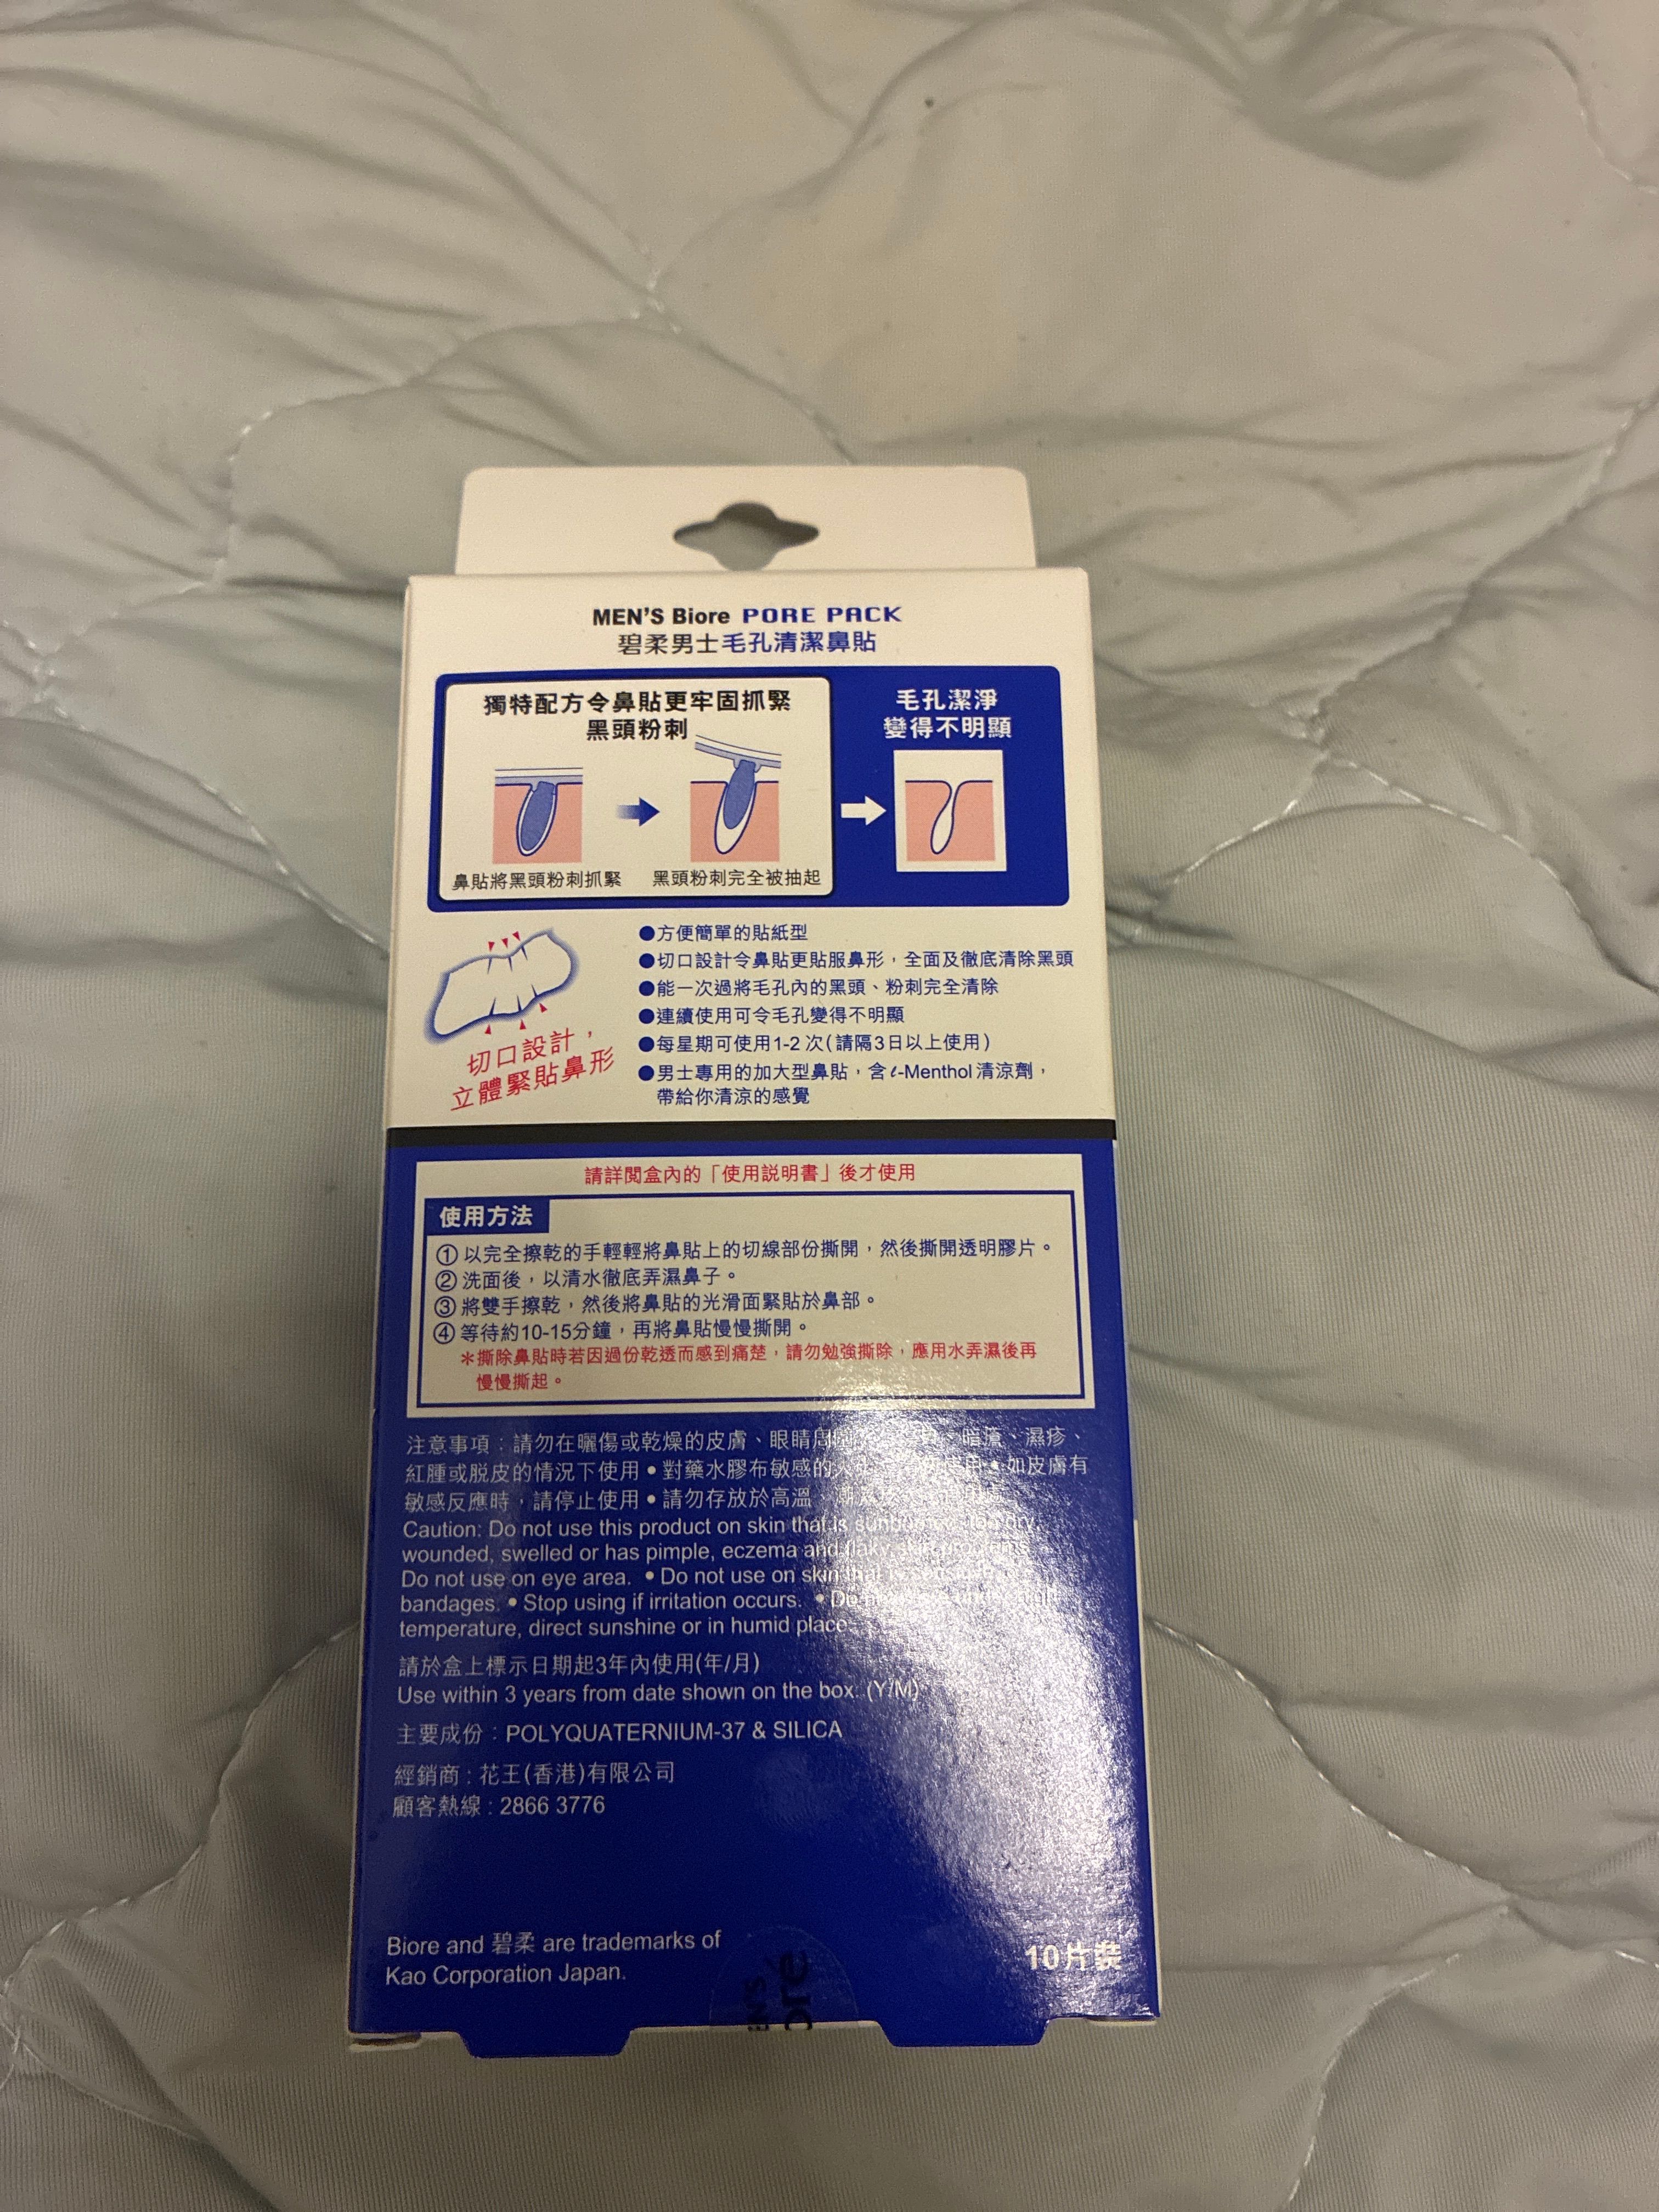 MEN'S Biore PORE PACK
碧柔男士毛孔清潔鼻貼
獨特配方令鼻貼更牢固抓緊
黑頭粉刺
鼻貼將黑頭粉刺抓緊
黑頭粉刺完全被抽起
毛孔潔淨
變得不明顯
切口設計，
立體緊貼鼻形
●方便簡單的貼紙型
●切口設計令鼻貼更貼服鼻形，全面及徹底清除黑頭
●能一次過將毛孔內的黑頭、粉刺完全清除
●連續使用可令毛孔變得不明顯
●每星期可使用1-2次(請隔3日以上使用)
●男士專用的加大型鼻貼，含ℓ-Menthol清涼劑，
帶給你清涼的感覺
請詳閱盒內的「使用說明書」後才使用
使用方法
①以完全擦乾的手輕輕將鼻貼上的切線部份撕開，然後撕開透明膠片。
②洗面後，以清水徹底弄濕鼻子。
③將雙手擦乾，然後將鼻貼的光滑面緊貼於鼻部。
④等待約10-15分鐘，再將鼻貼慢慢撕開。
＊撕除鼻貼時若因過份乾透而感到痛楚，請勿勉強撕除，應用水弄濕後再
慢慢撕起。
注意事項：請勿在曬傷或乾燥的皮膚、眼睛周 暗瘡、濕疹、
紅腫或脫皮的情況下使用•對藥水膠布敏感的 •如皮膚有
敏感反應時，請停止使用•請勿存放於高溫、
Caution: Do not use this product on skin that is dry,
wounded, swelled or has pimple, eczema and flaky skin
Do not use on eye area. • Do not use on skin that is
bandages. • Stop using if irritation occurs. • Do
temperature, direct sunshine or in humid place.
請於盒上標示日期起3年內使用(年/月)
Use within 3 years from date shown on the box. (Y/M)
主要成份：POLYQUATERNIUM-37 & SILICA
經銷商：花王(香港)有限公司
顧客熱線：2866 3776
Biore and 碧柔 are trademarks of
Kao Corporation Japan.
10片裝